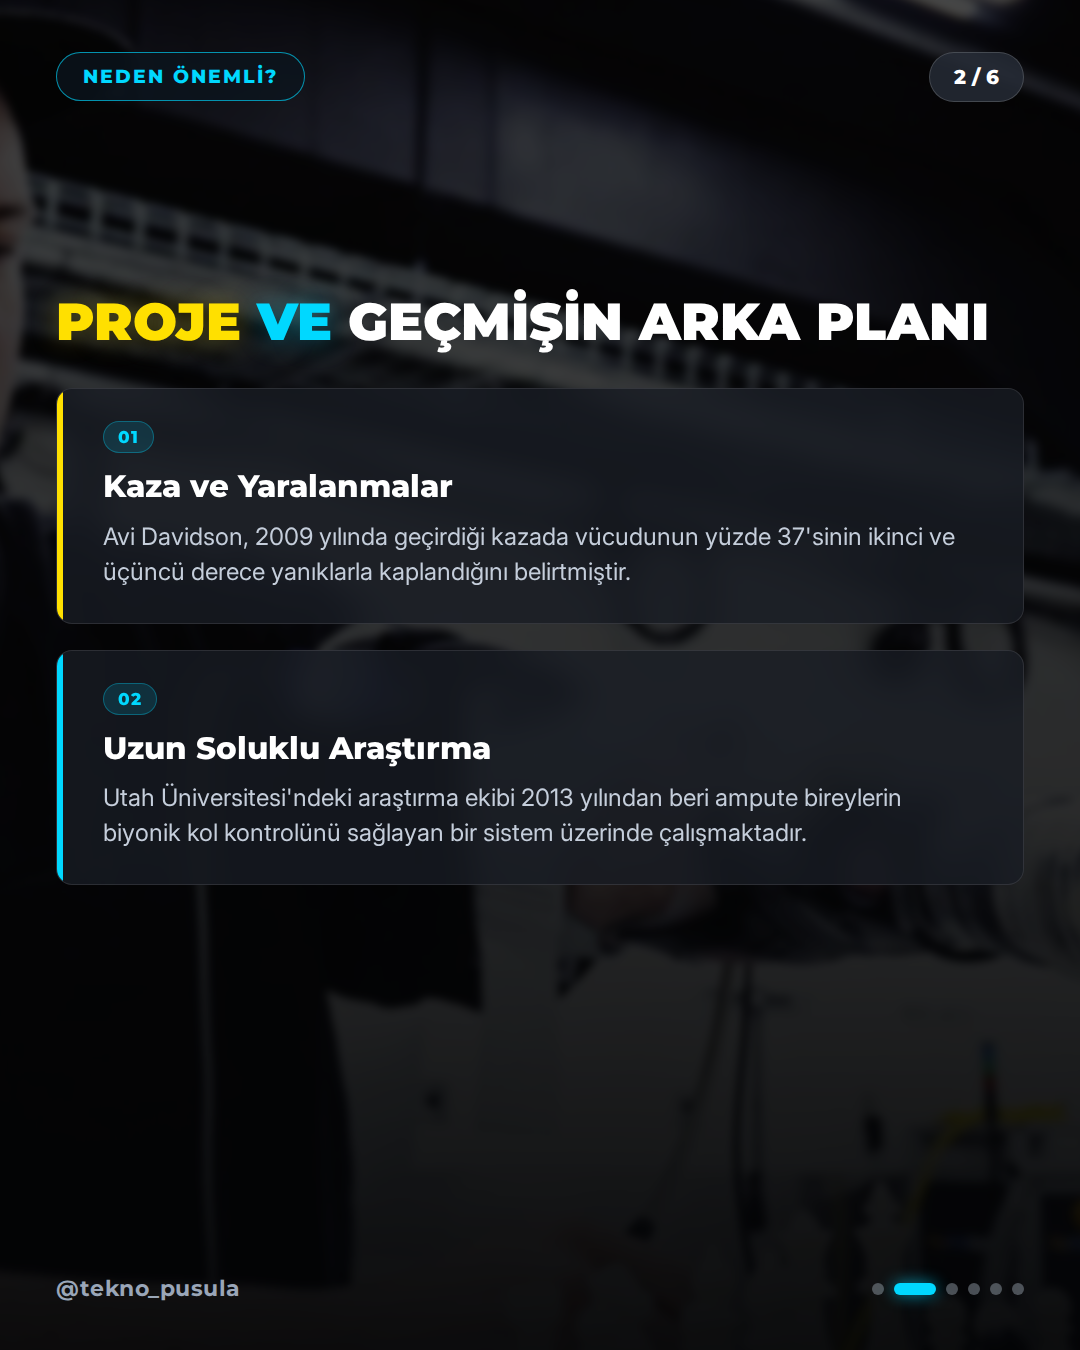 NEDEN ÖNEMLİ?
2 / 6
PROJE VE GEÇMİŞİN ARKA PLANI
01
Kaza ve Yaralanmalar
Avi Davidson, 2009 yılında geçirdiği kazada vücudunun yüzde 37'sinin ikinci ve
üçüncü derece yanıklarla kaplandığını belirtmiştir.
02
Uzun Soluklu Araştırma
Utah Üniversitesi'ndeki araştırma ekibi 2013 yılından beri ampute bireylerin
biyonik kol kontrolünü sağlayan bir sistem üzerinde çalışmaktadır.
@tekno_pusula